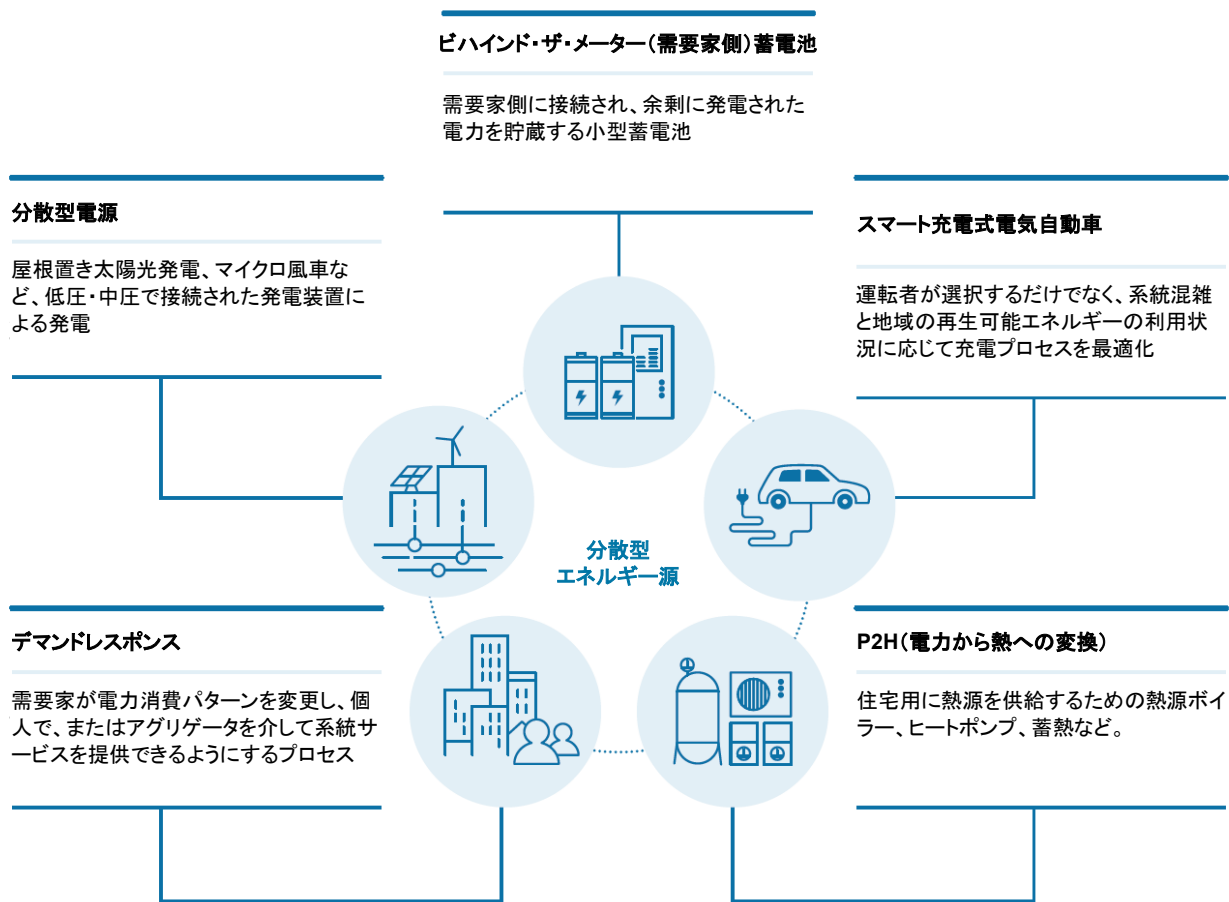 ビハインド・ザ・メーター（需要家側）蓄電池
需要家側に接続され、余剰に発電された
電力を貯蔵する小型蓄電池
分散型電源
屋根置き太陽光発電、マイクロ風車な
ど、低圧・中圧で接続された発電装置に
よる発電
スマート充電式電気自動車
運転者が選択するだけでなく、系統混雑
と地域の再生可能エネルギーの利用状
況に応じて充電プロセスを最適化
分散型
エネルギー源
デマンドレスポンス
需要家が電力消費パターンを変更し、個
人で、またはアグリゲータを介して系統サ
ービスを提供できるようにするプロセス
P2H（電力から熱への変換）
住宅用に熱源を供給するための熱源ボイ
ラー、ヒートポンプ、蓄熱など。